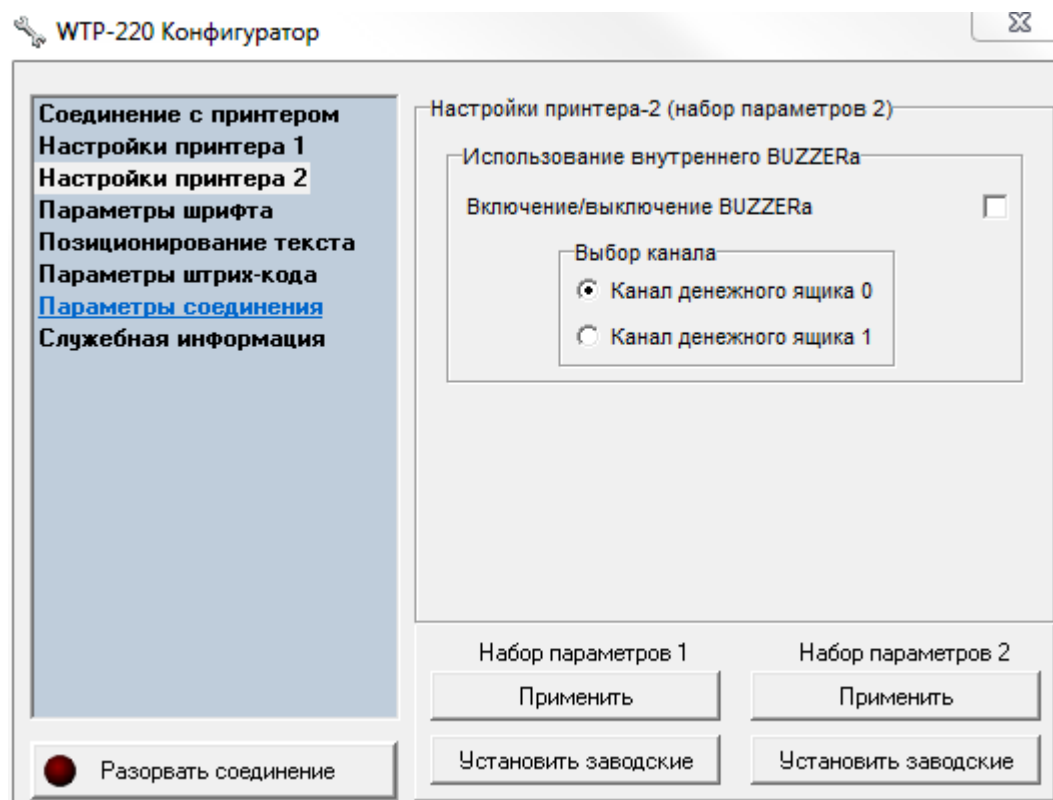 WTP-220 Конфигуратор
Соединение с принтером
Настройки принтера 1
Настройки принтера 2
Параметры шрифта
Позиционирование текста
Параметры штрих-кода
Параметры соединения
Служебная информация
Разорвать соединение
Настройки принтера-2 (набор параметров 2)
Использование внутреннего BUZZERа
Включение/выключение BUZZERа
Выбор канала
Канал денежного ящика 0
Канал денежного ящика 1
Набор параметров 1 Набор параметров 2
Применить Применить
Установить заводские Установить заводские